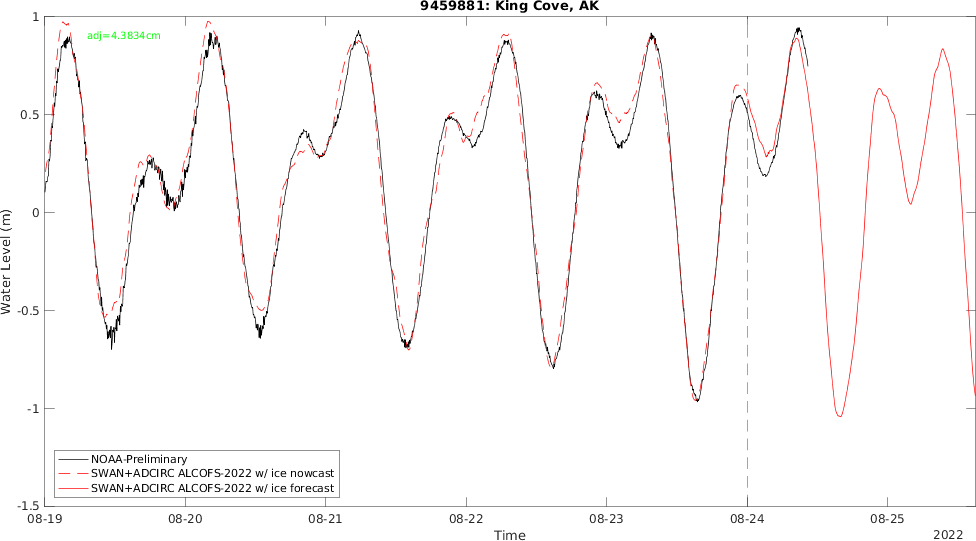 9459881: King Cove, AK
adj=4.3834cm
1
0.5
0
-0.5
-1
-1.5
Water Level (m)
NOAA-Preliminary
SWAN+ADCIRC ALCOFS-2022 w/ ice nowcast
SWAN+ADCIRC ALCOFS-2022 w/ ice forecast
08-19 08-20 08-21 08-22 08-23 08-24 08-25
Time
2022